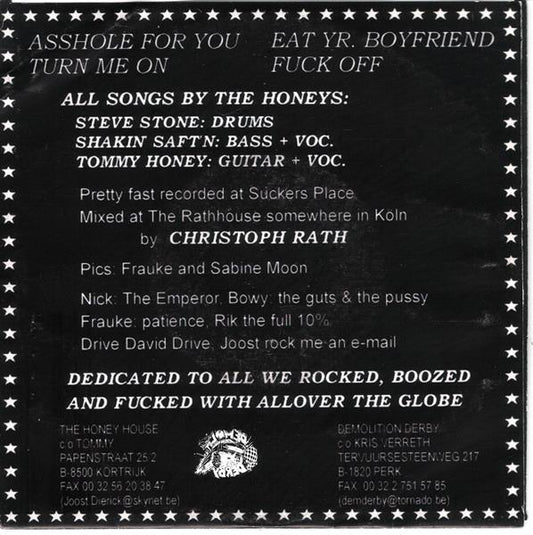 ASSHOLE FOR YOU
TURN ME ON
EAT YR. BOYFRIEND
FUCK OFF
ALL SONGS BY THE HONEYS:
STEVE STONE: DRUMS
SHAKIN SAFT'N: BASS + VOC.
TOMMY HONEY: GUITAR + VOC.
Pretty fast recorded at Suckers Place
Mixed at The Rathhouse somewhere in Köln
by CHRISTOPH RATH
Pics: Frauke and Sabine Moon
Nick: The Emperor, Bowy: the guts & the pussy
Frauke: patience, Rik the full 10%
Drive David Drive, Joost rock me an e-mail
DEDICATED TO ALL WE ROCKED, BOOZED
AND FUCKED WITH ALLOVER THE GLOBE
THE HONEY HOUSE
c/o TOMMY
PAPENSTRAAT 25/2
B-8500 KORTRIJK
FAX 00 32 56 20 38 47
(Joost.Dierick@skynet.be)
DEMOLITION DERBY
c/o KRIS VERRETH
TERVUURSESTEENWEG 217
B-1820 PERK
FAX 00 32 2 751 57 85
(demderby@tornado.be)